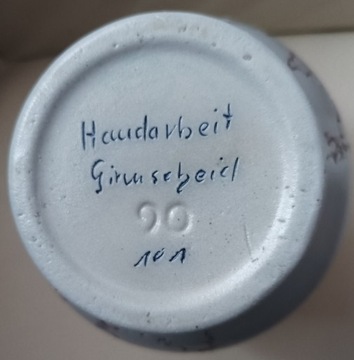 Handarbeit
Girmscheid
90
101